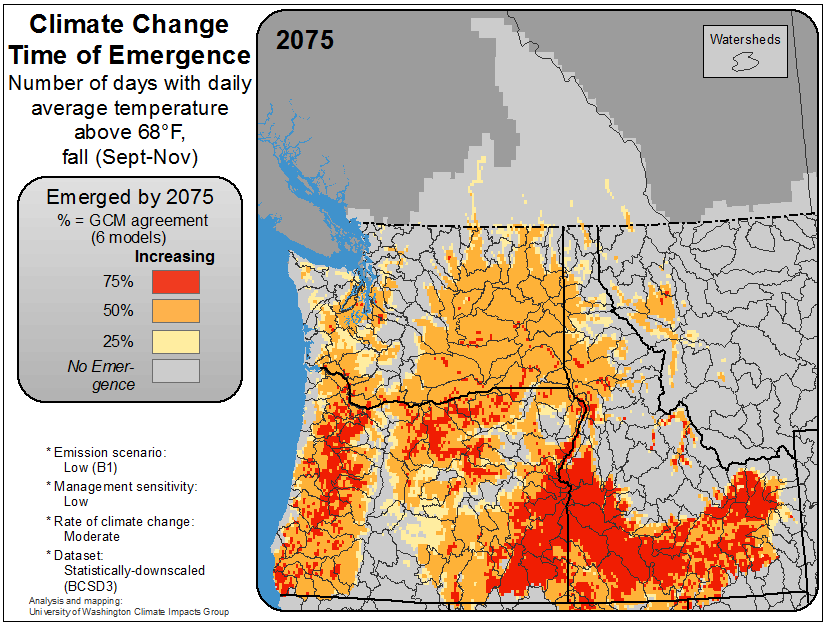 Climate Change
Time of Emergence
Number of days with daily
average temperature
above 68°F,
fall (Sept-Nov)
Emerged by 2075
% = GCM agreement
(6 models)
Increasing
75%
50%
25%
No Emer-
gence
* Emission scenario:
Low (B1)
* Management sensitivity:
Low
* Rate of climate change:
Moderate
* Dataset:
Statistically-downscaled
(BCSD3)
Analysis and mapping:
University of Washington Climate Impacts Group
2075
Watersheds